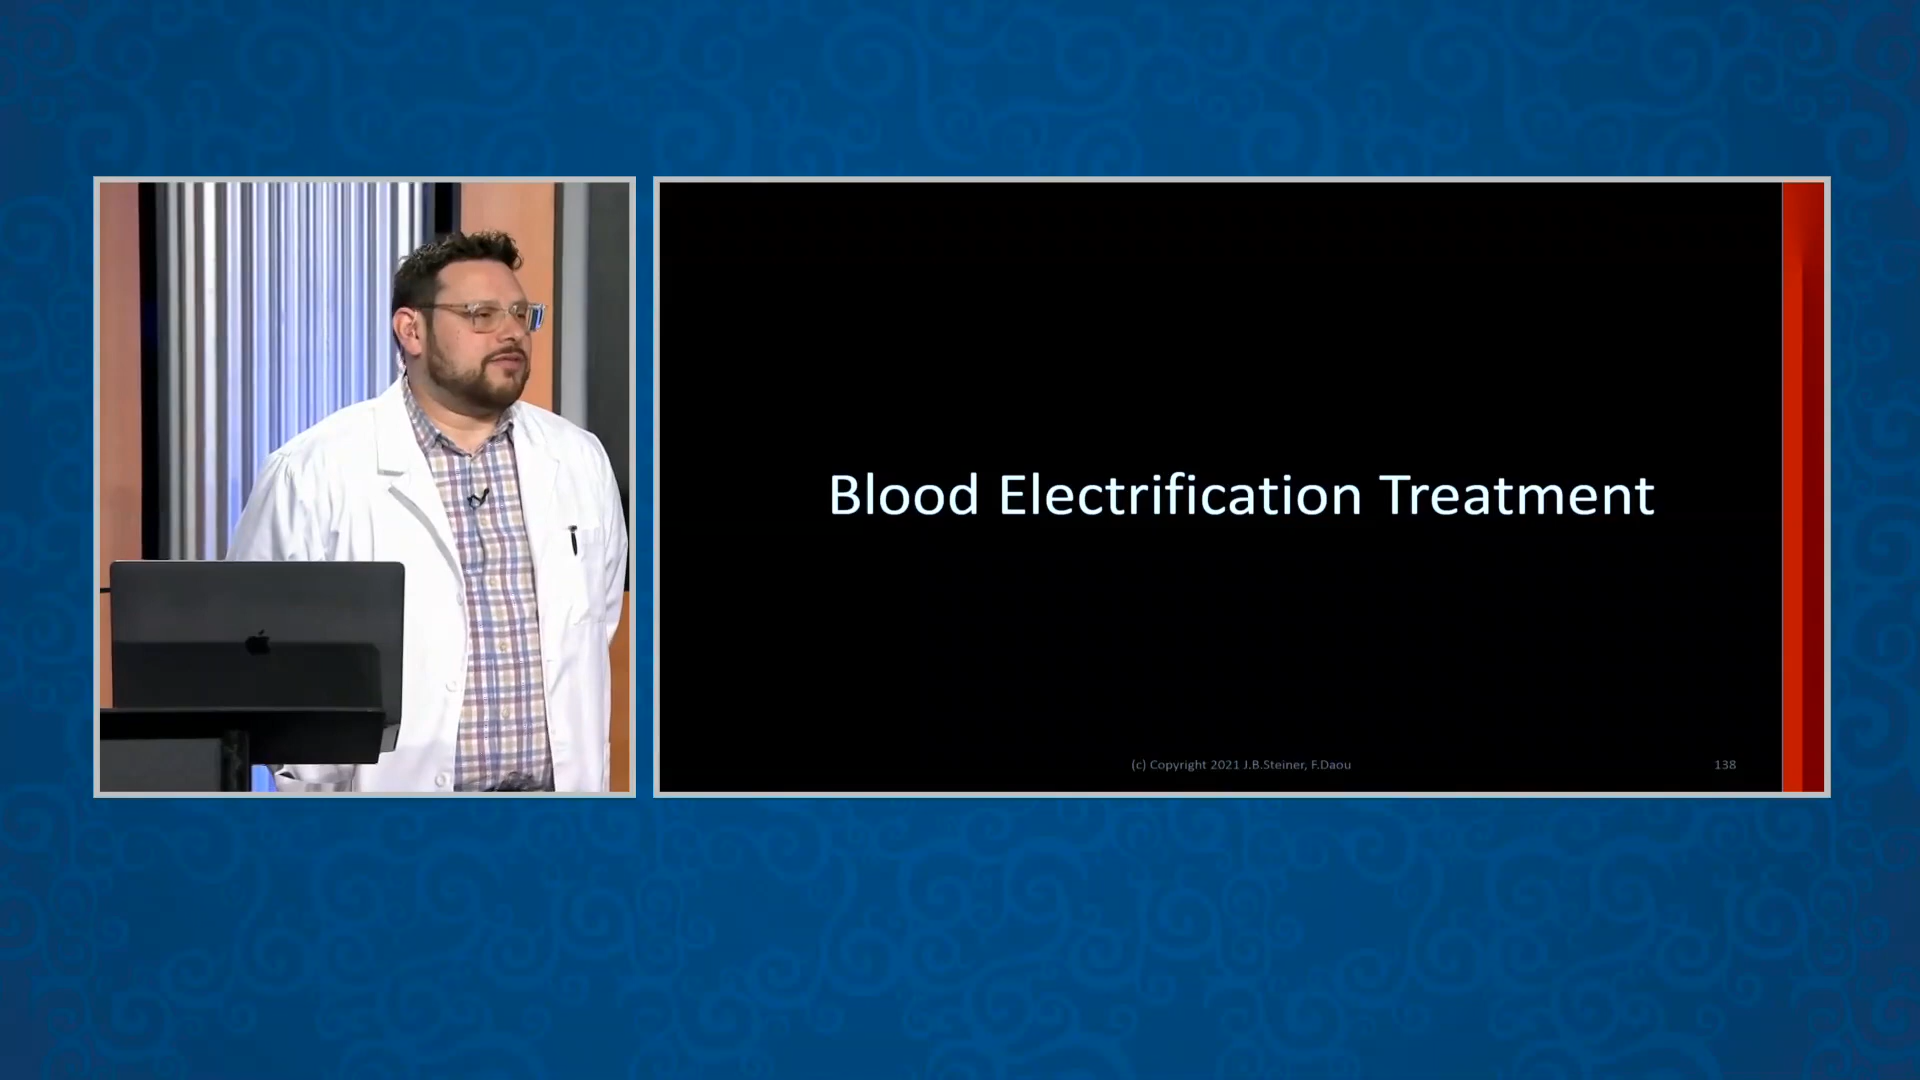 Blood Electrification Treatment
(c) Copyright 2021 J.B.Steiner, F.Daou
138